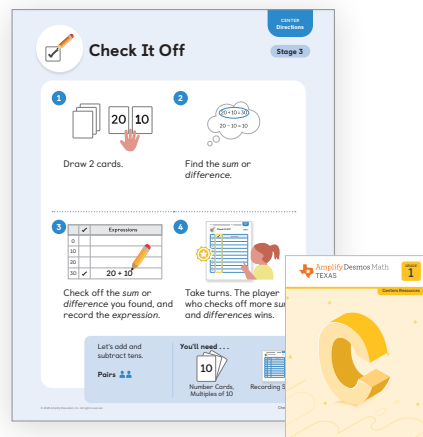 CENTER
Directions
Check It Off
Stage 3
1
20 10
Draw 2 cards.
2
20+10=30
20 - 10 = 10
Find the sum or
difference.
3
✓ Expressions
0
10
20
30 ✓ 20 + 10
Check off the sum or
difference you found, and
record the expression.
4
Take turns. The player
who checks off more
and differences wins.
Let's add and
subtract tens.
Pairs
You'll need . . .
10
Number Cards,
Multiples of 10
Recording
Amplify Desmos Math
TEXAS
GRADE
1
Content Resources
C